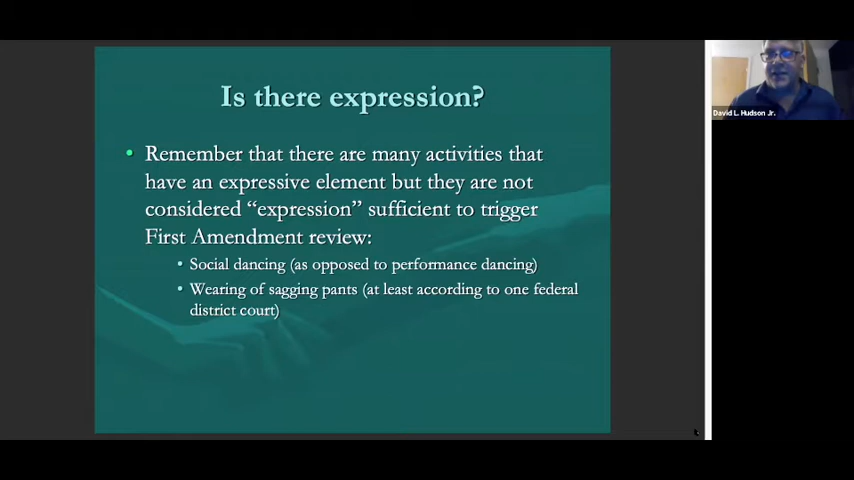 Is there expression?
• Remember that there are many activities that
have an expressive element but they are not
considered “expression” sufficient to trigger
First Amendment review:
• Social dancing (as opposed to performance dancing)
• Wearing of sagging pants (at least according to one federal
district court)
David L. Hudson Jr.